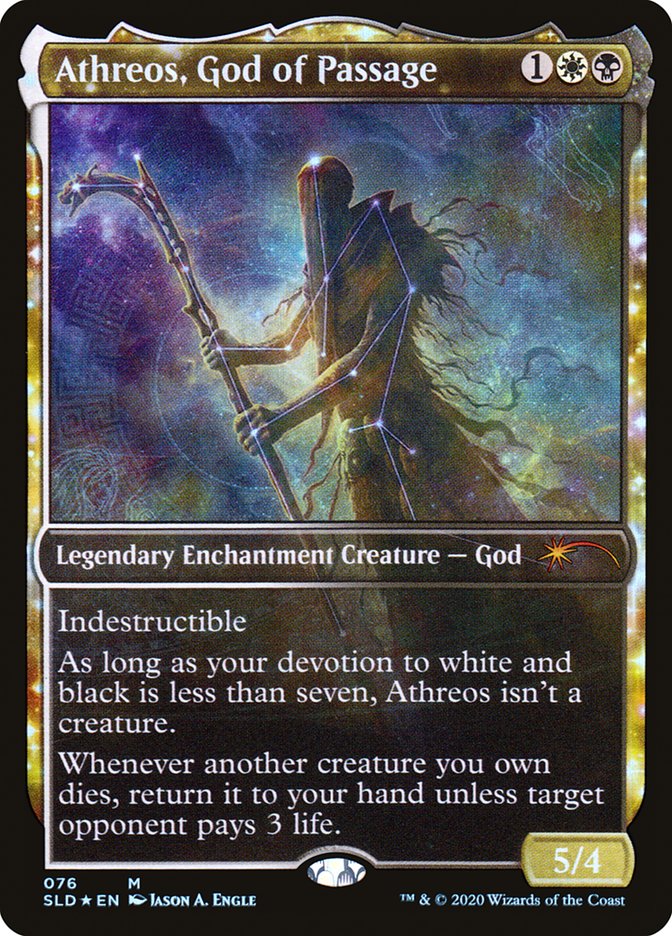 Athreos, God of Passage 1
Legendary Enchantment Creature — God
Indestructible
As long as your devotion to white and
black is less than seven, Athreos isn't a
creature.
Whenever another creature you own
dies, return it to your hand unless target
opponent pays 3 life.
5/4
076 M
SLD★EN Jason A. Engle
™ & © 2020 Wizards of the Coast